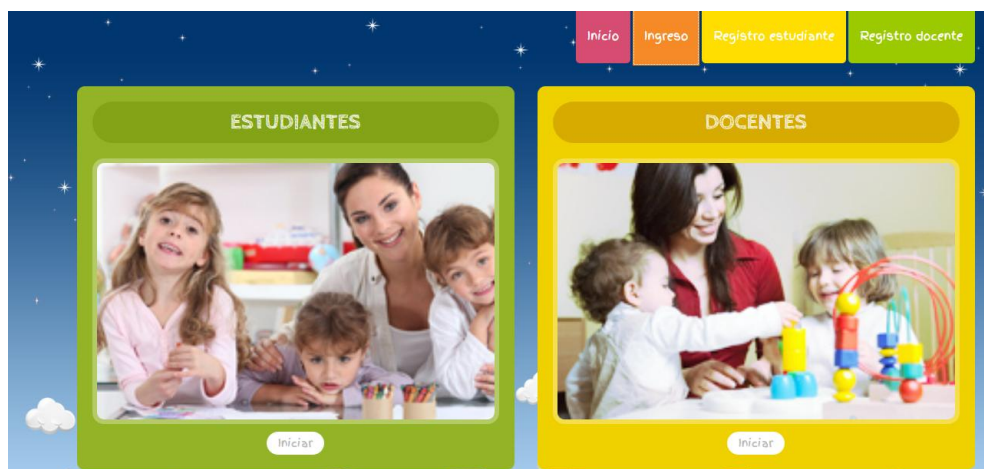 Inicio
Ingreso
Registro estudiante
Registro docente
ESTUDIANTES
DOCENTES
Iniciar
Iniciar